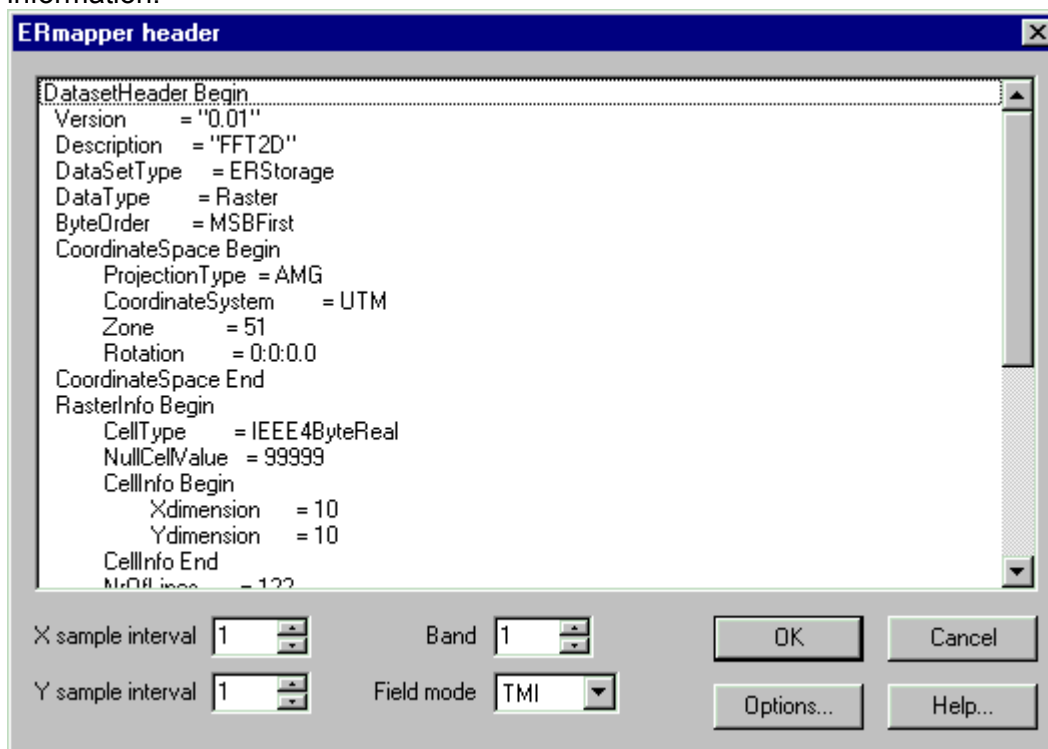 information.
ERmapper header
DatasetHeader Begin
Version = "0.01"
Description = "FFT2D"
DataSetType = ERStorage
DataType = Raster
ByteOrder = MSBFirst
CoordinateSpace Begin
ProjectionType = AMG
CoordinateSystem = UTM
Zone = 51
Rotation = 0:0:0.0
CoordinateSpace End
RasterInfo Begin
CellType = IEEE4ByteReal
NullCellValue = 99999
CellInfo Begin
Xdimension = 10
Ydimension = 10
CellInfo End
NrOfLines = 122
X sample interval 1 Band 1 OK Cancel
Y sample interval 1 Field mode TMI Options... Help...